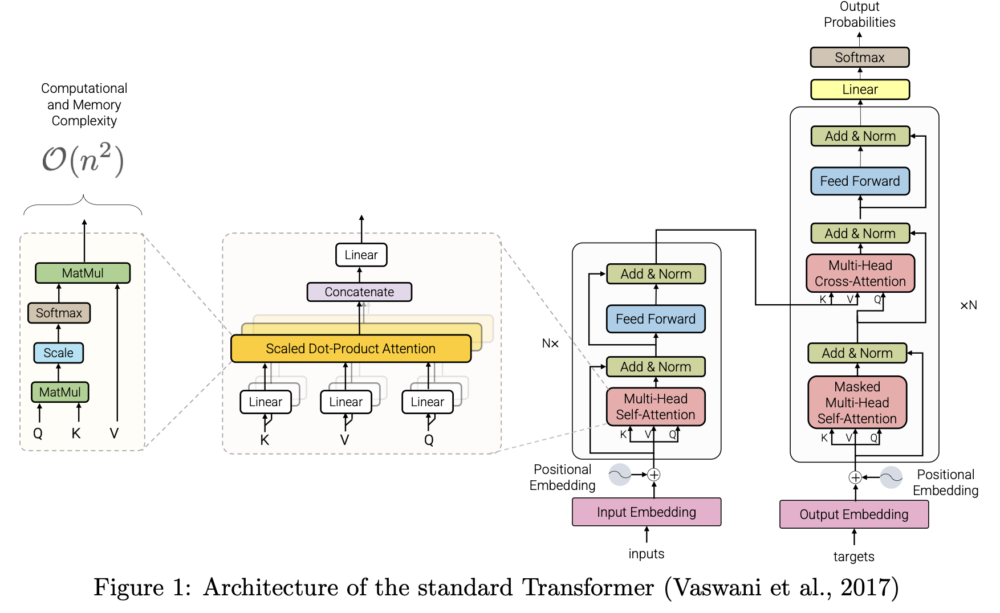 Computational
and Memory
Complexity
O(n²)
MatMul
Softmax
Scale
MatMul
Q K V
Linear
Concatenate
Scaled Dot-Product Attention
Linear Linear Linear
K V Q
N×
Add & Norm
Feed Forward
Add & Norm
Multi-Head
Self-Attention
K V Q
Positional
Embedding
Input Embedding
inputs
Output
Probabilities
Softmax
Linear
Add & Norm
Feed Forward
Add & Norm
Multi-Head
Cross-Attention
K V Q
×N
Add & Norm
Masked
Multi-Head
Self-Attention
K V Q
Positional
Embedding
Output Embedding
targets
Figure 1: Architecture of the standard Transformer (Vaswani et al., 2017)